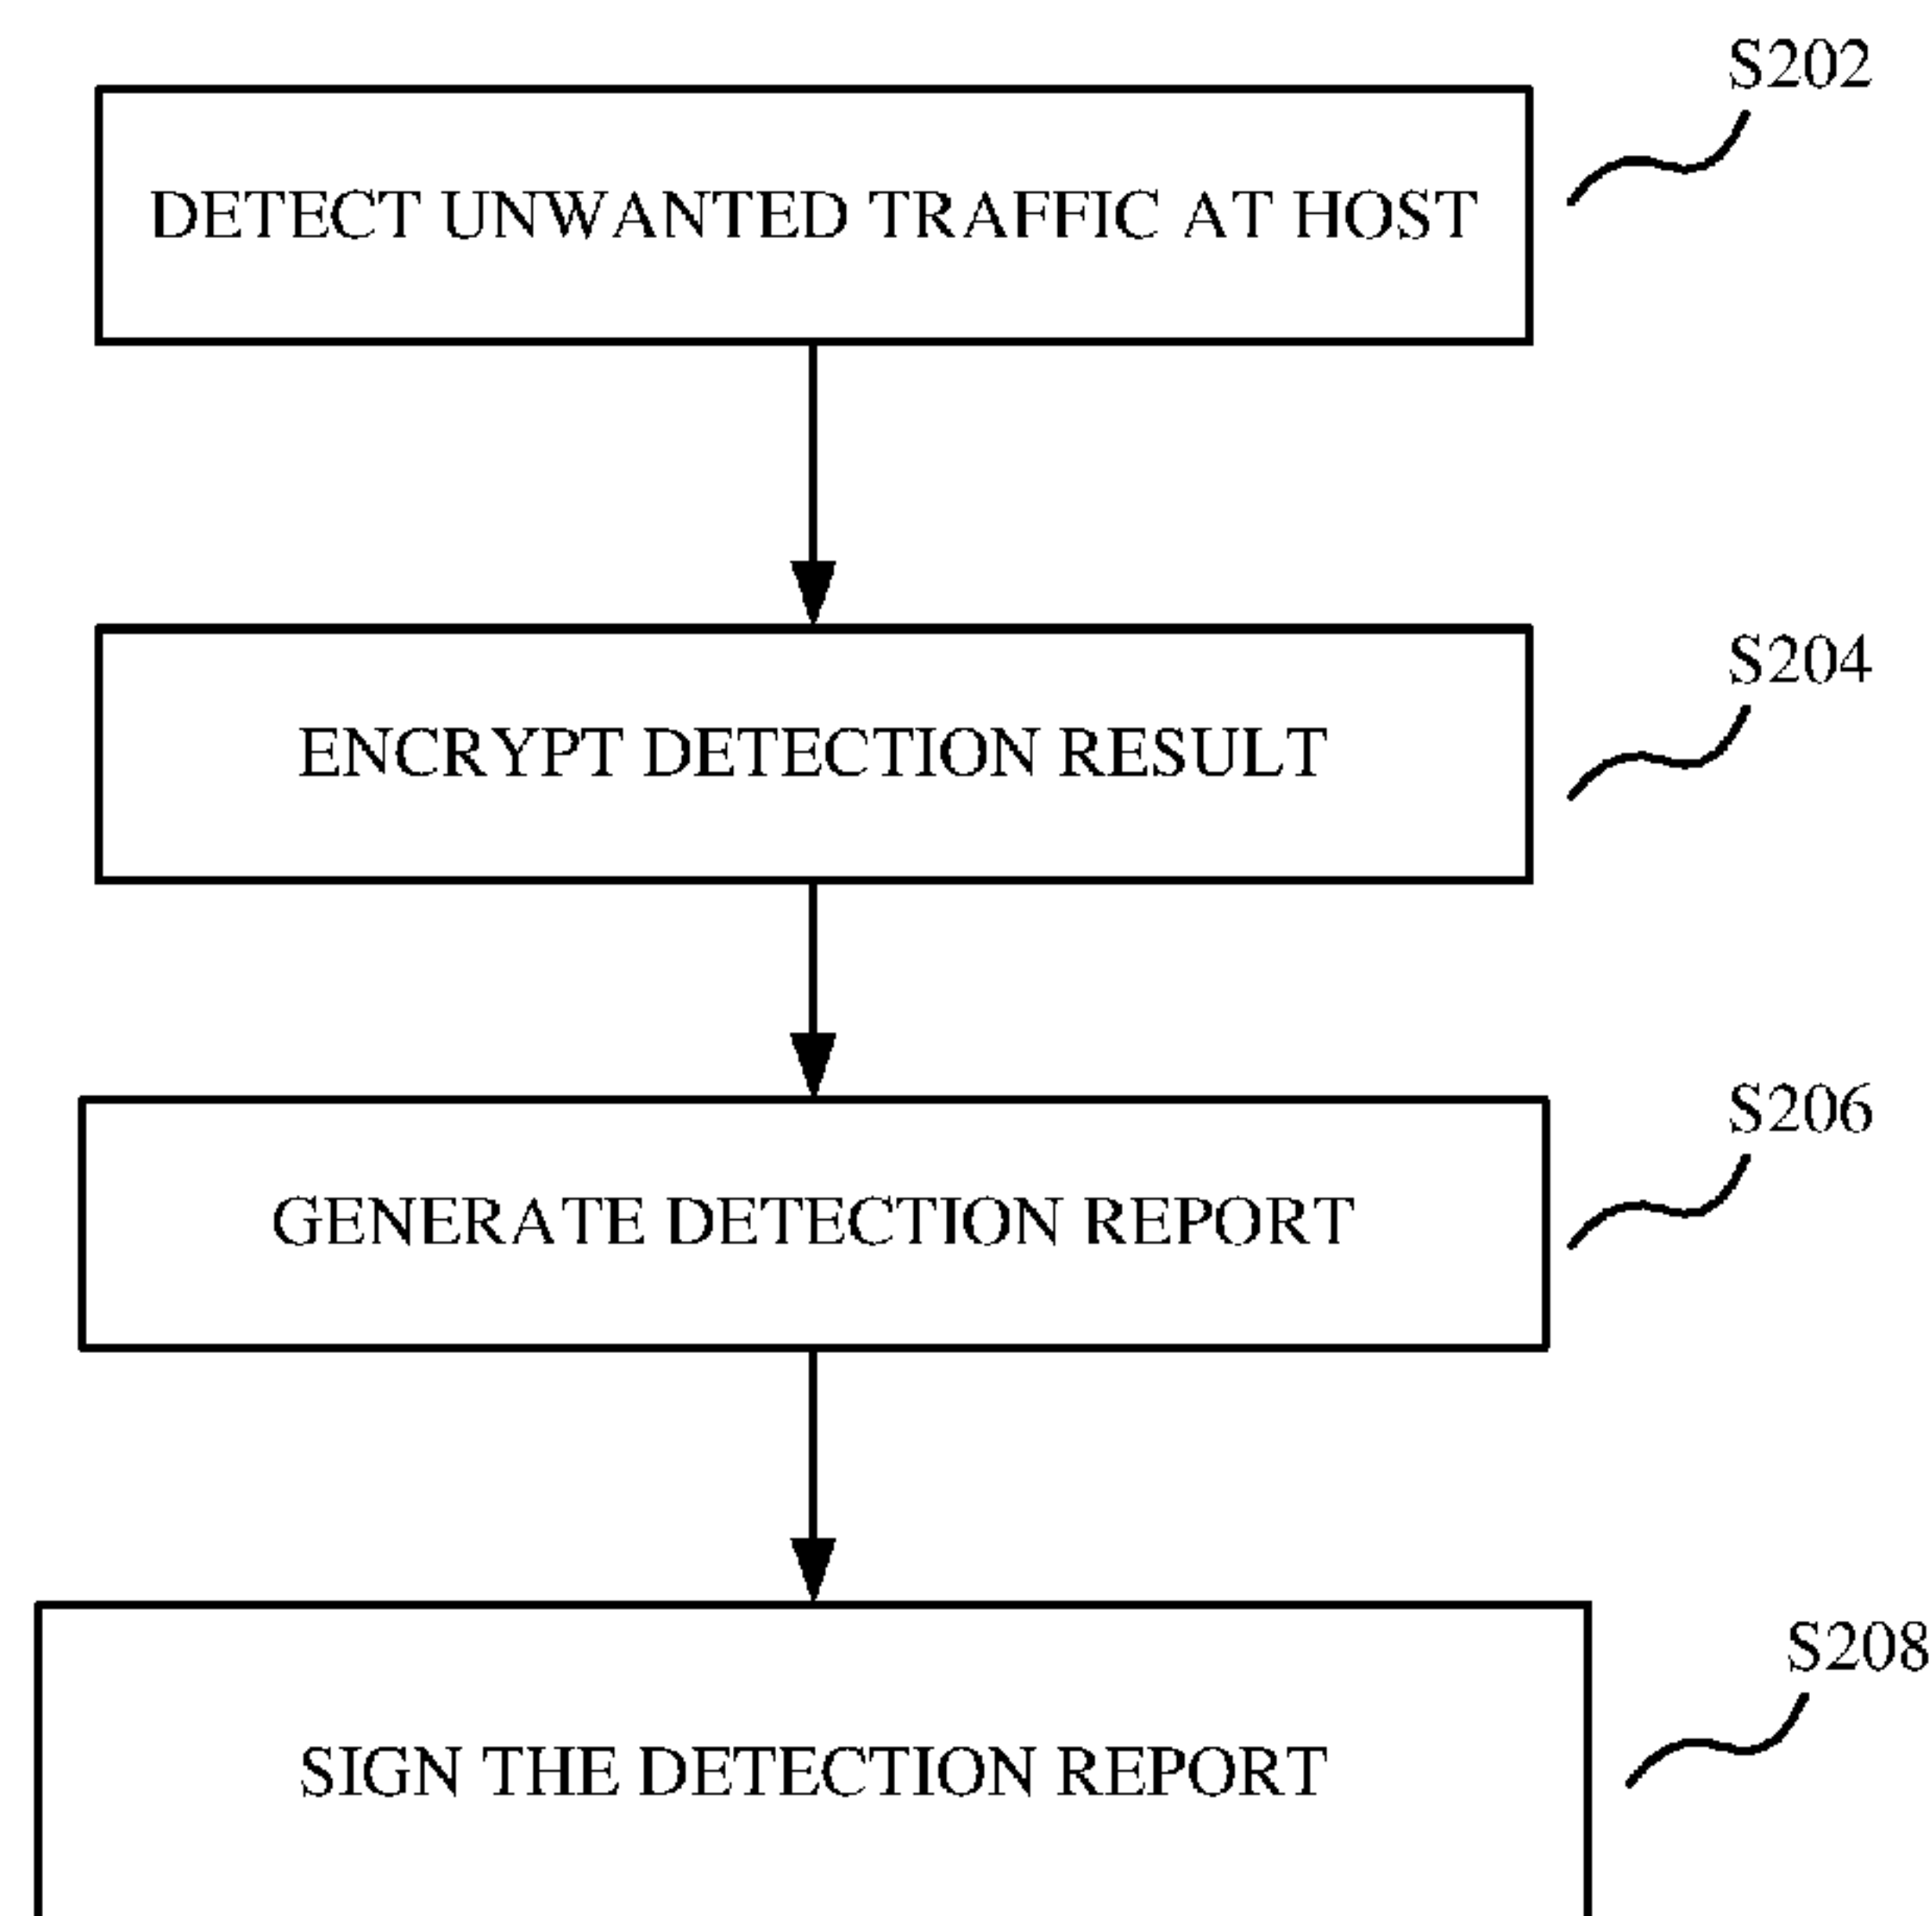 S202
DETECT UNWANTED TRAFFIC AT HOST
S204
ENCRYPT DETECTION RESULT
S206
GENERATE DETECTION REPORT
S208
SIGN THE DETECTION REPORT